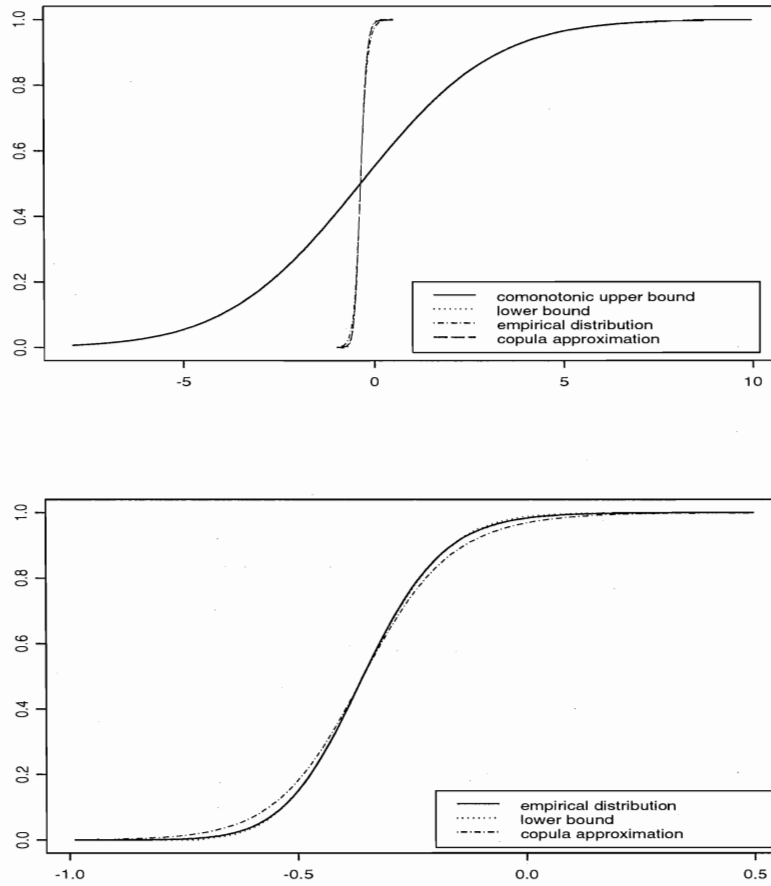 1.0
0.8
0.6
0.4
0.2
0.0
comonotonic upper bound
lower bound
empirical distribution
copula approximation
-5
0
5
10
1.0
0.8
0.6
0.4
0.2
0.0
empirical distribution
lower bound
copula approximation
-1.0
-0.5
0.0
0.5